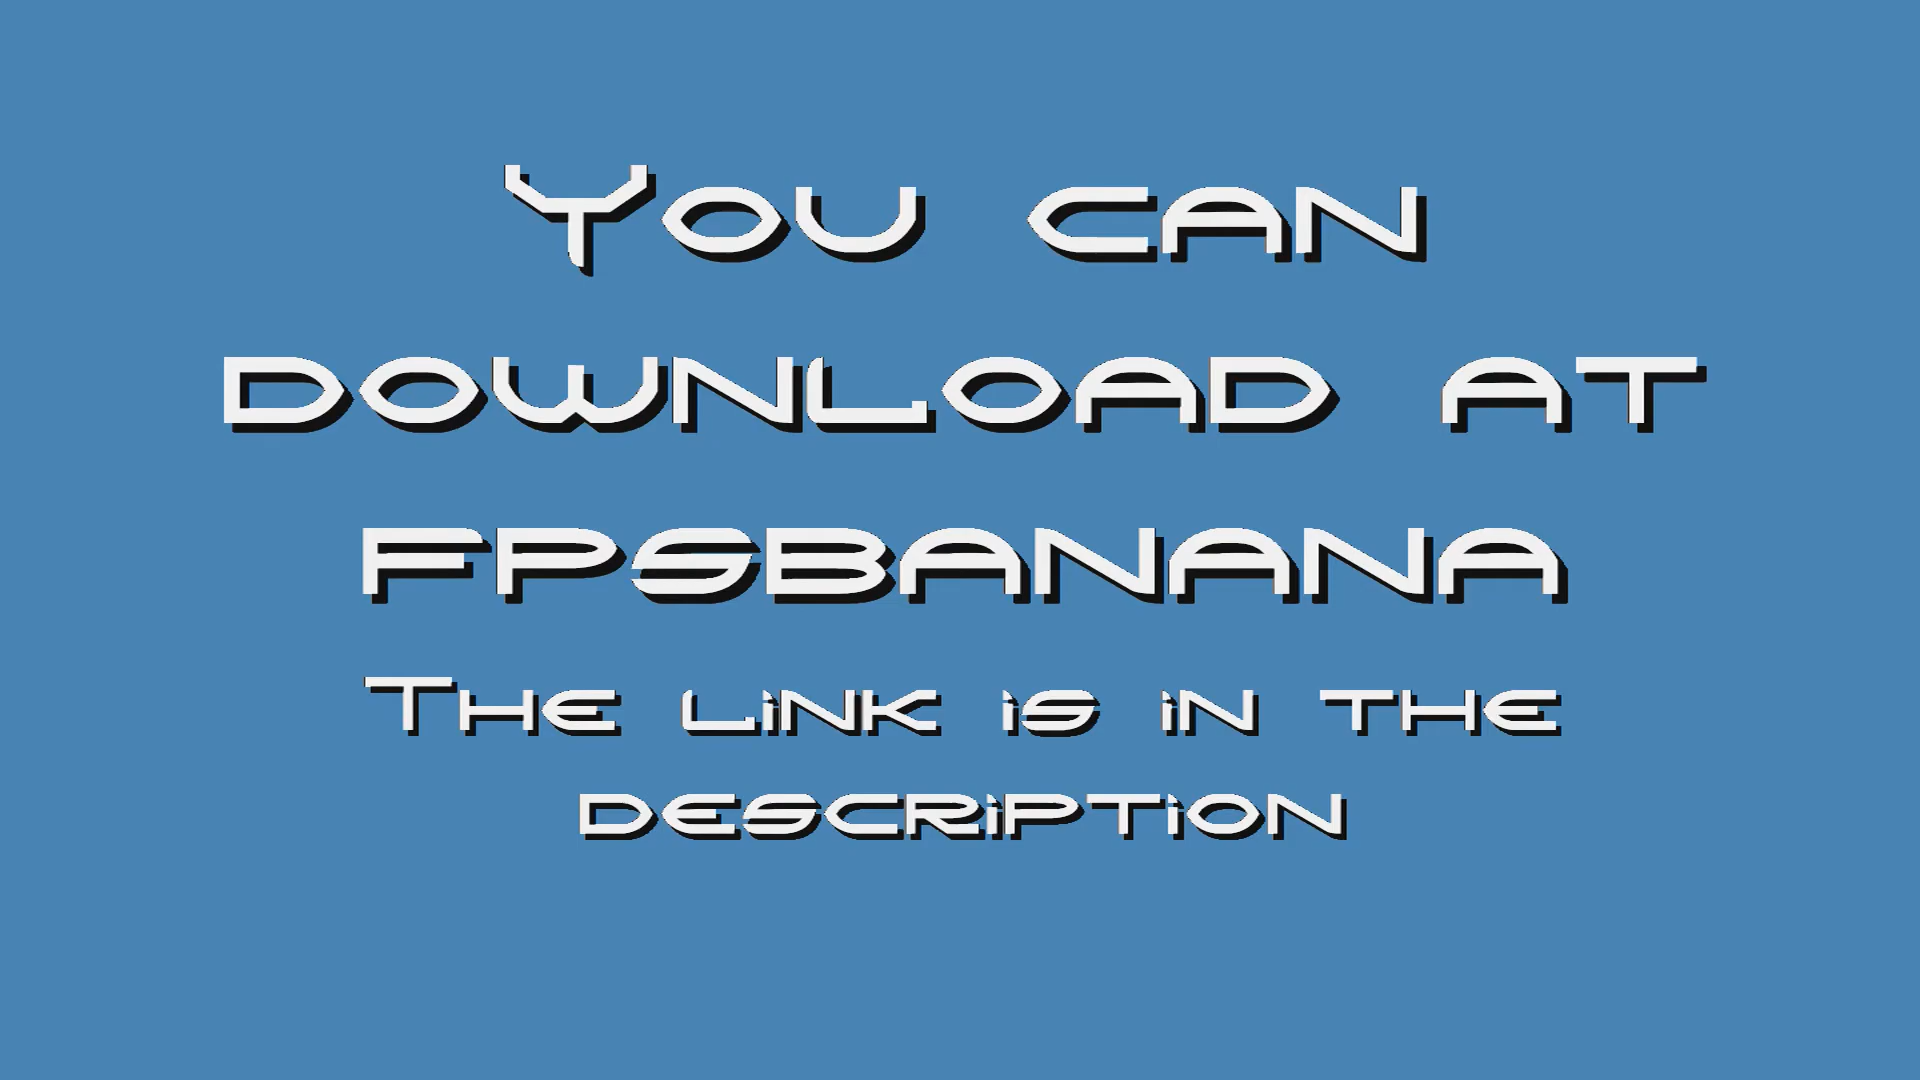 You can
download at
fpsbanana
The link is in the
description